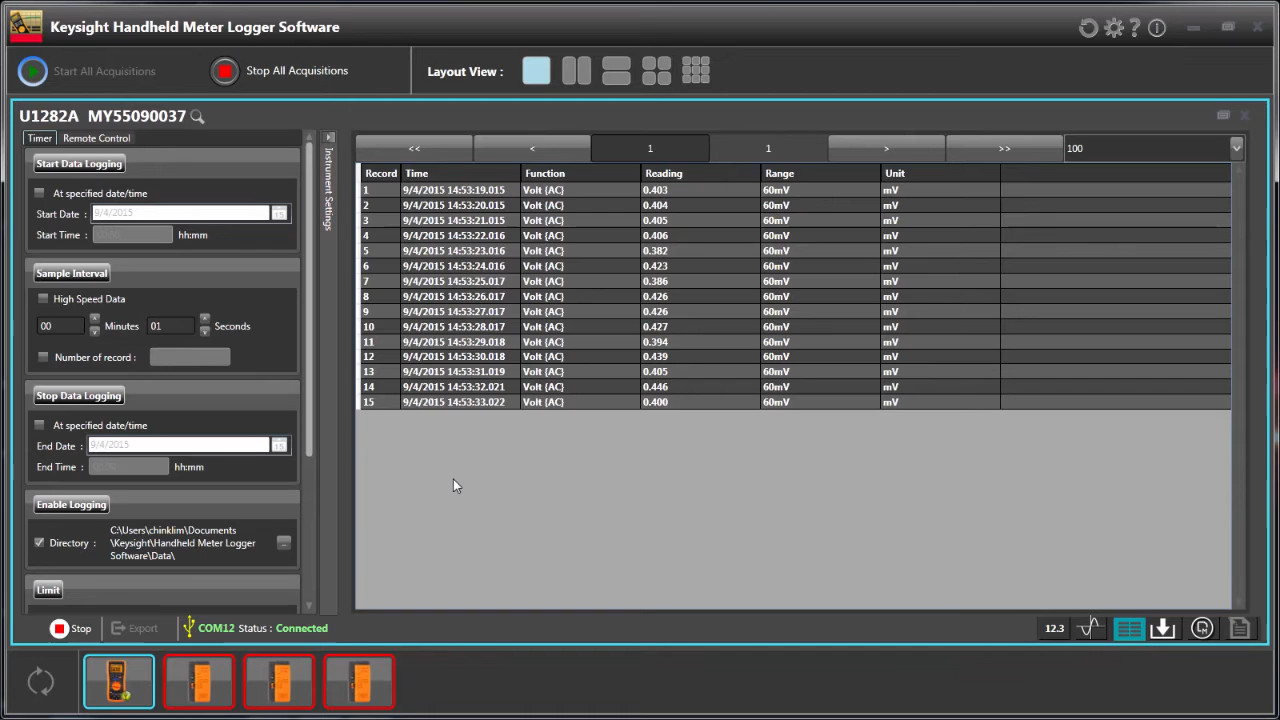 Keysight Handheld Meter Logger Software
Start All Acquisitions
Stop All Acquisitions
Layout View :
U1282A MY55090037
Timer
Remote Control
Start Data Logging
At specified date/time
Start Date : 9/4/2015 15
Start Time : hh:mm
Sample Interval
High Speed Data
00 Minutes 01 Seconds
Number of record :
Stop Data Logging
At specified date/time
End Date : 9/4/2015 15
End Time : hh:mm
Enable Logging
Directory : C:\Users\chinklim\Documents
\Keysight\Handheld Meter Logger
Software\Data\
Limit
Instrument Settings
<< < 1 1 > >> 100
Record Time Function Reading Range Unit
1 9/4/2015 14:53:19.015 Volt {AC} 0.403 60mV mV
2 9/4/2015 14:53:20.015 Volt {AC} 0.404 60mV mV
3 9/4/2015 14:53:21.015 Volt {AC} 0.405 60mV mV
4 9/4/2015 14:53:22.016 Volt {AC} 0.406 60mV mV
5 9/4/2015 14:53:23.016 Volt {AC} 0.382 60mV mV
6 9/4/2015 14:53:24.016 Volt {AC} 0.423 60mV mV
7 9/4/2015 14:53:25.017 Volt {AC} 0.386 60mV mV
8 9/4/2015 14:53:26.017 Volt {AC} 0.426 60mV mV
9 9/4/2015 14:53:27.017 Volt {AC} 0.426 60mV mV
10 9/4/2015 14:53:28.017 Volt {AC} 0.427 60mV mV
11 9/4/2015 14:53:29.018 Volt {AC} 0.394 60mV mV
12 9/4/2015 14:53:30.018 Volt {AC} 0.439 60mV mV
13 9/4/2015 14:53:31.019 Volt {AC} 0.405 60mV mV
14 9/4/2015 14:53:32.021 Volt {AC} 0.446 60mV mV
15 9/4/2015 14:53:33.022 Volt {AC} 0.400 60mV mV
Stop
Export
COM12 Status : Connected
12.3